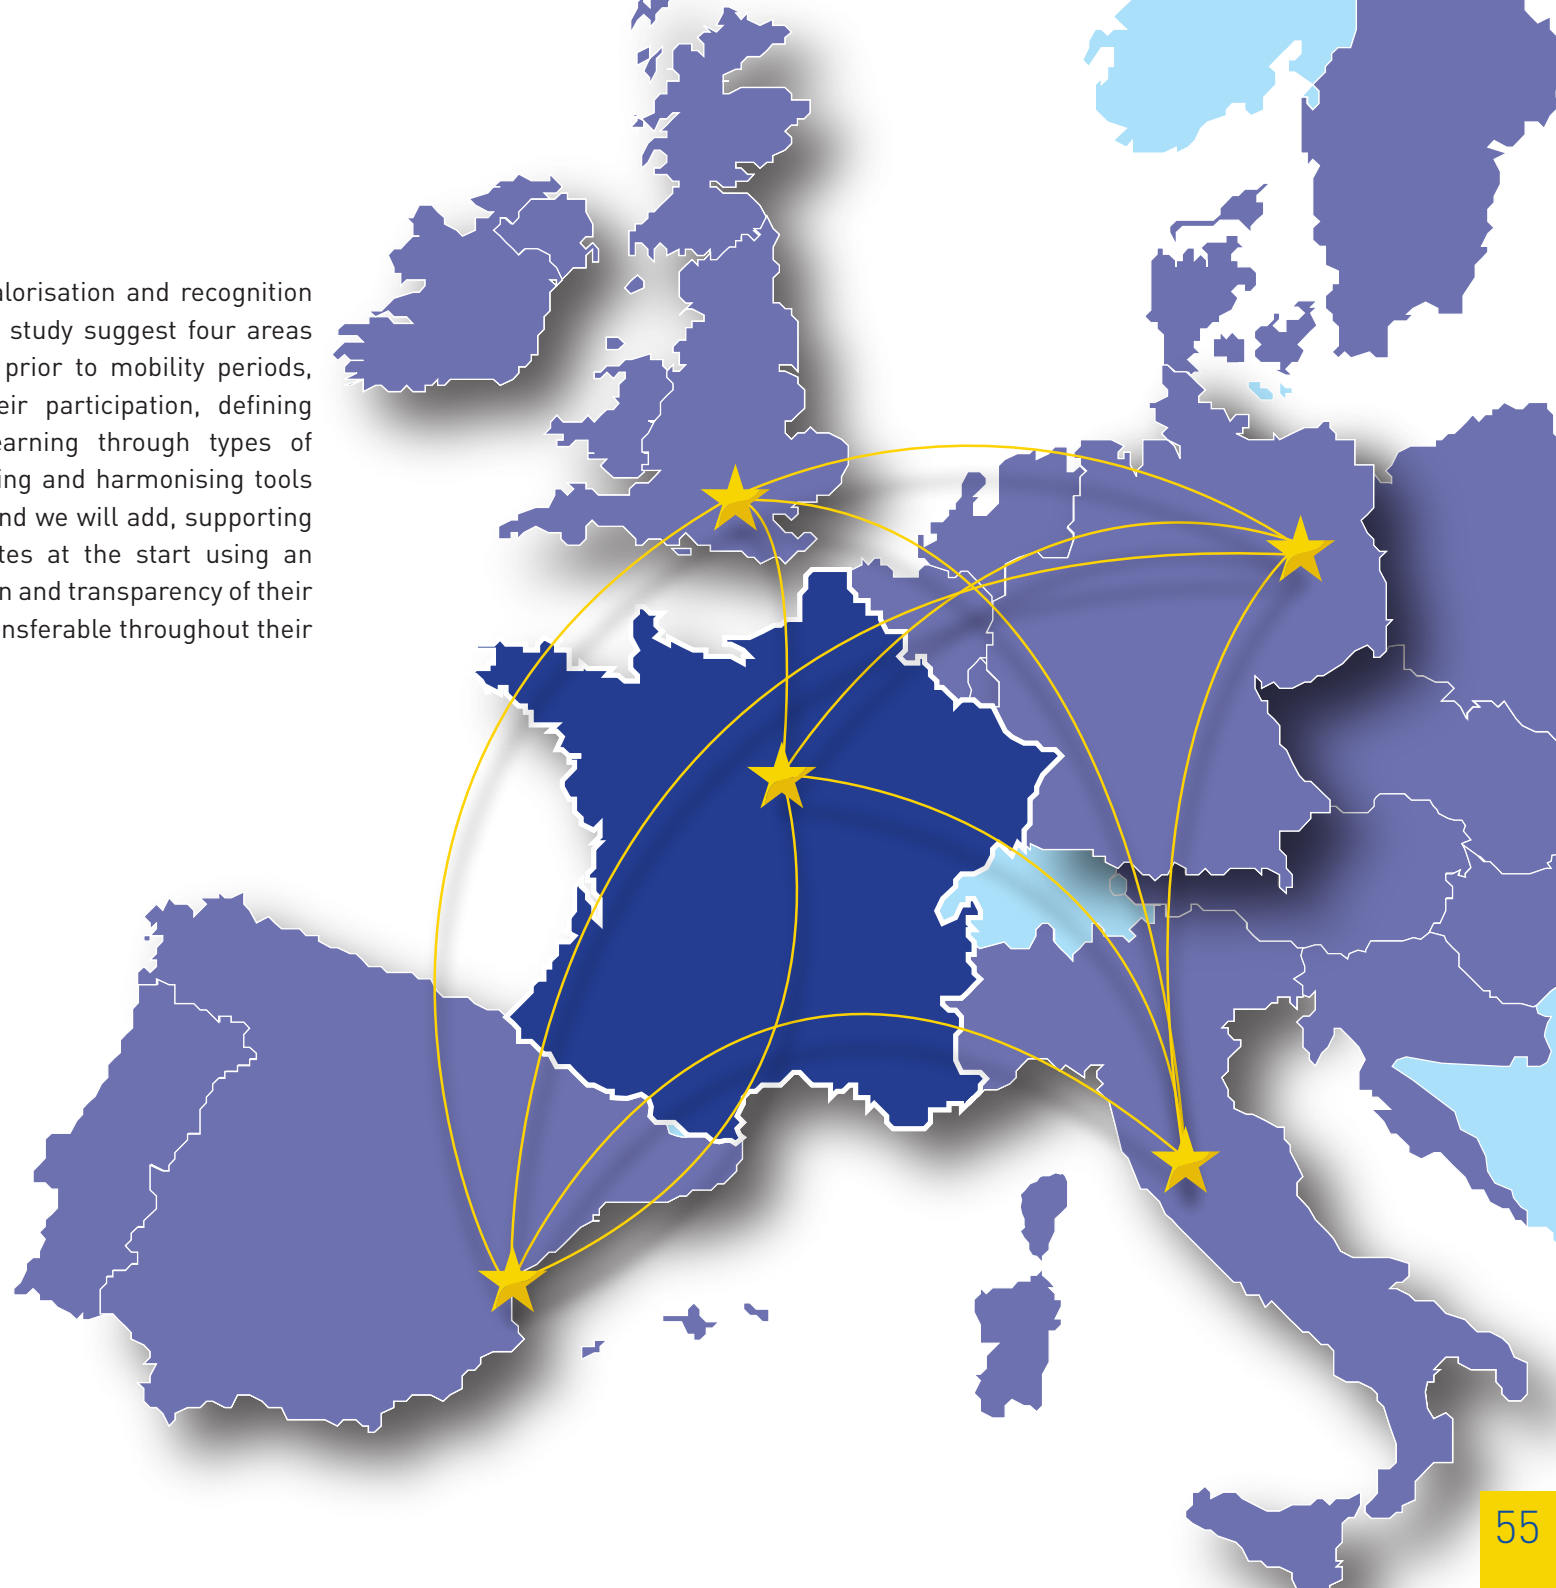 alorisation and recognition
study suggest four areas
prior to mobility periods,
eir participation, defining
earning through types of
ing and harmonising tools
nd we will add, supporting
tes at the start using an
n and transparency of their
nsferable throughout their
55